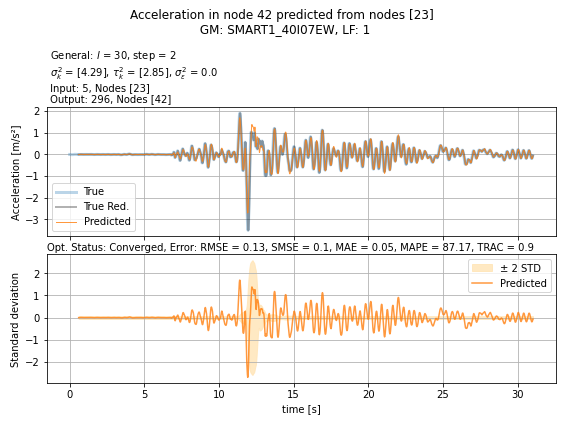 Acceleration in node 42 predicted from nodes [23]
GM: SMART1_40I07EW, LF: 1
General: l = 30, step = 2
σ²ₖ = [4.29], τ²ₖ = [2.85], σ²ε = 0.0
Input: 5, Nodes [23]
Output: 296, Nodes [42]
2
1
0
−1
−2
−3
Acceleration [m/s²]
True
True Red.
Predicted
Opt. Status: Converged, Error: RMSE = 0.13, SMSE = 0.1, MAE = 0.05, MAPE = 87.17, TRAC = 0.9
2
1
0
−1
−2
Standard deviation
± 2 STD
Predicted
0 5 10 15 20 25 30
time [s]